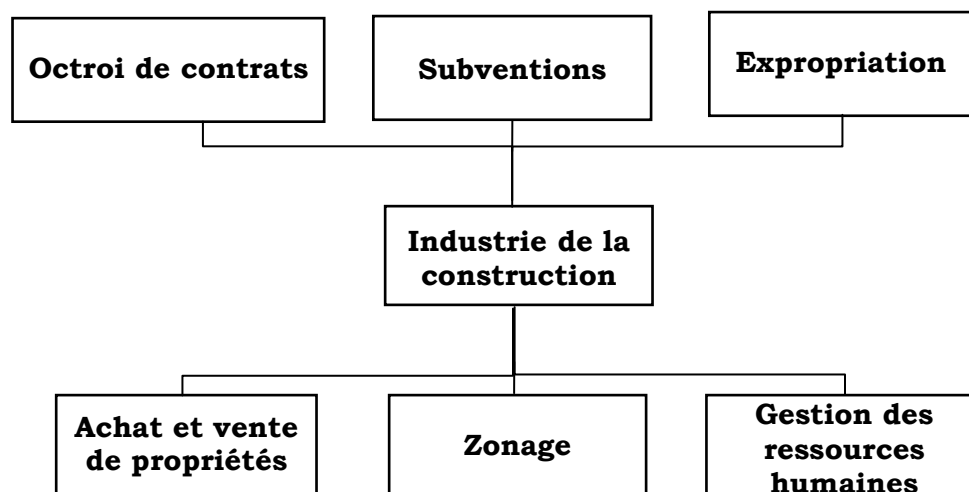 Octroi de contrats
Subventions
Expropriation
Industrie de la
construction
Achat et vente
de propriétés
Zonage
Gestion des
ressources
humaines